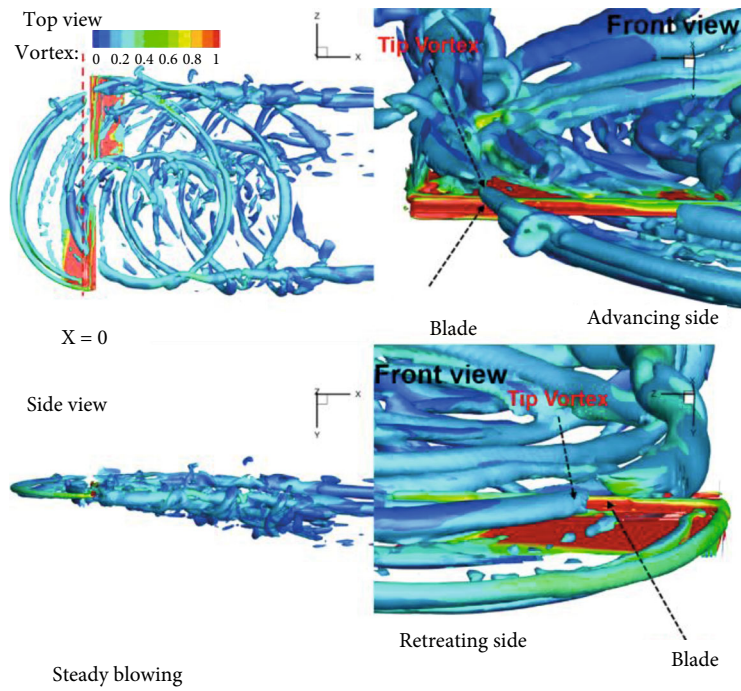 Top view
Vortex:
0 0.2 0.4 0.6 0.8 1
Z
X
X = 0
Tip Vortex
Front view
Z
X
Blade
Advancing side
Side view
Z
X
Y
Steady blowing
Front view
Tip Vortex
Z
X
Y
Retreating side
Blade